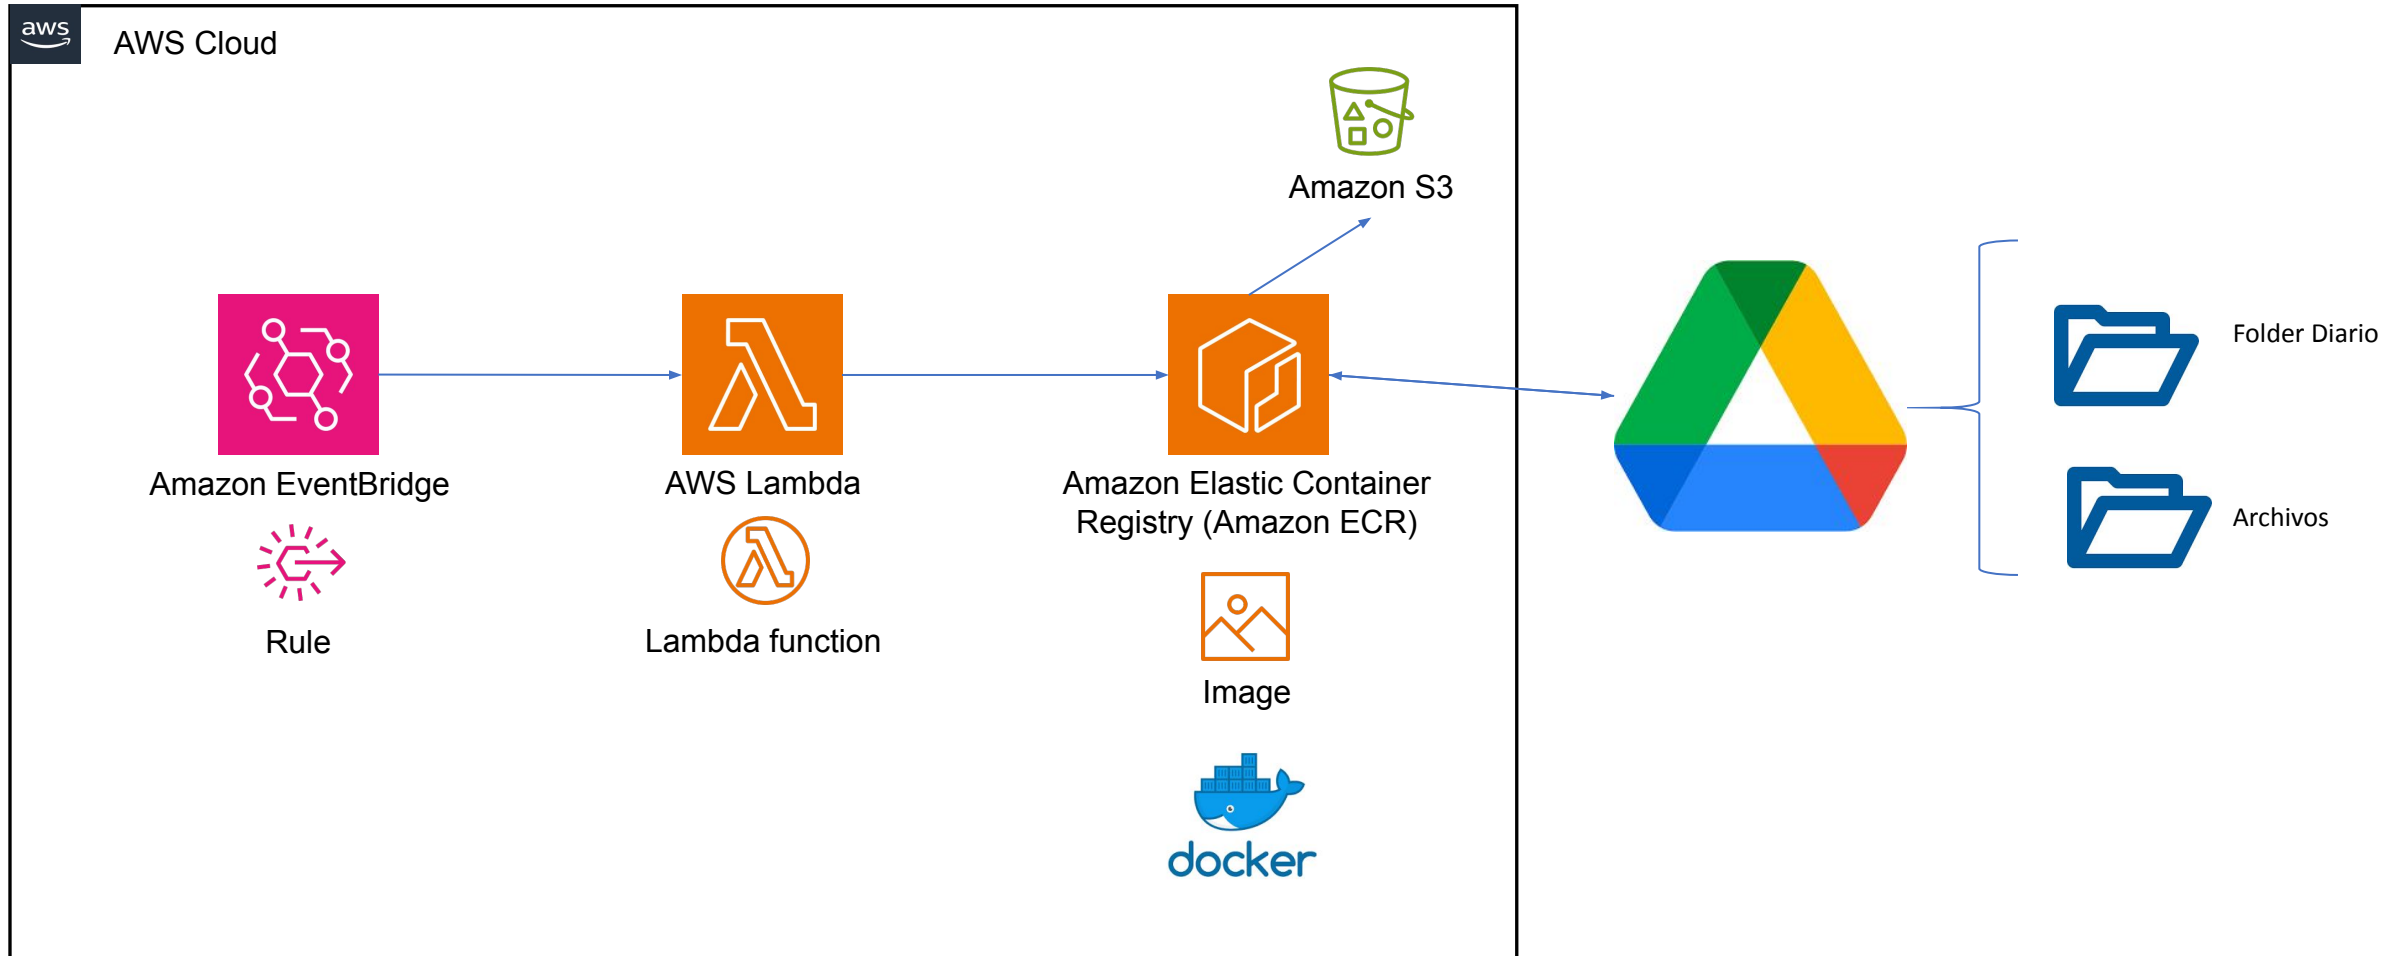 aws
AWS Cloud
Amazon S3
Amazon EventBridge
Rule
AWS Lambda
Lambda function
Amazon Elastic Container
Registry (Amazon ECR)
Image
docker
Folder Diario
Archivos